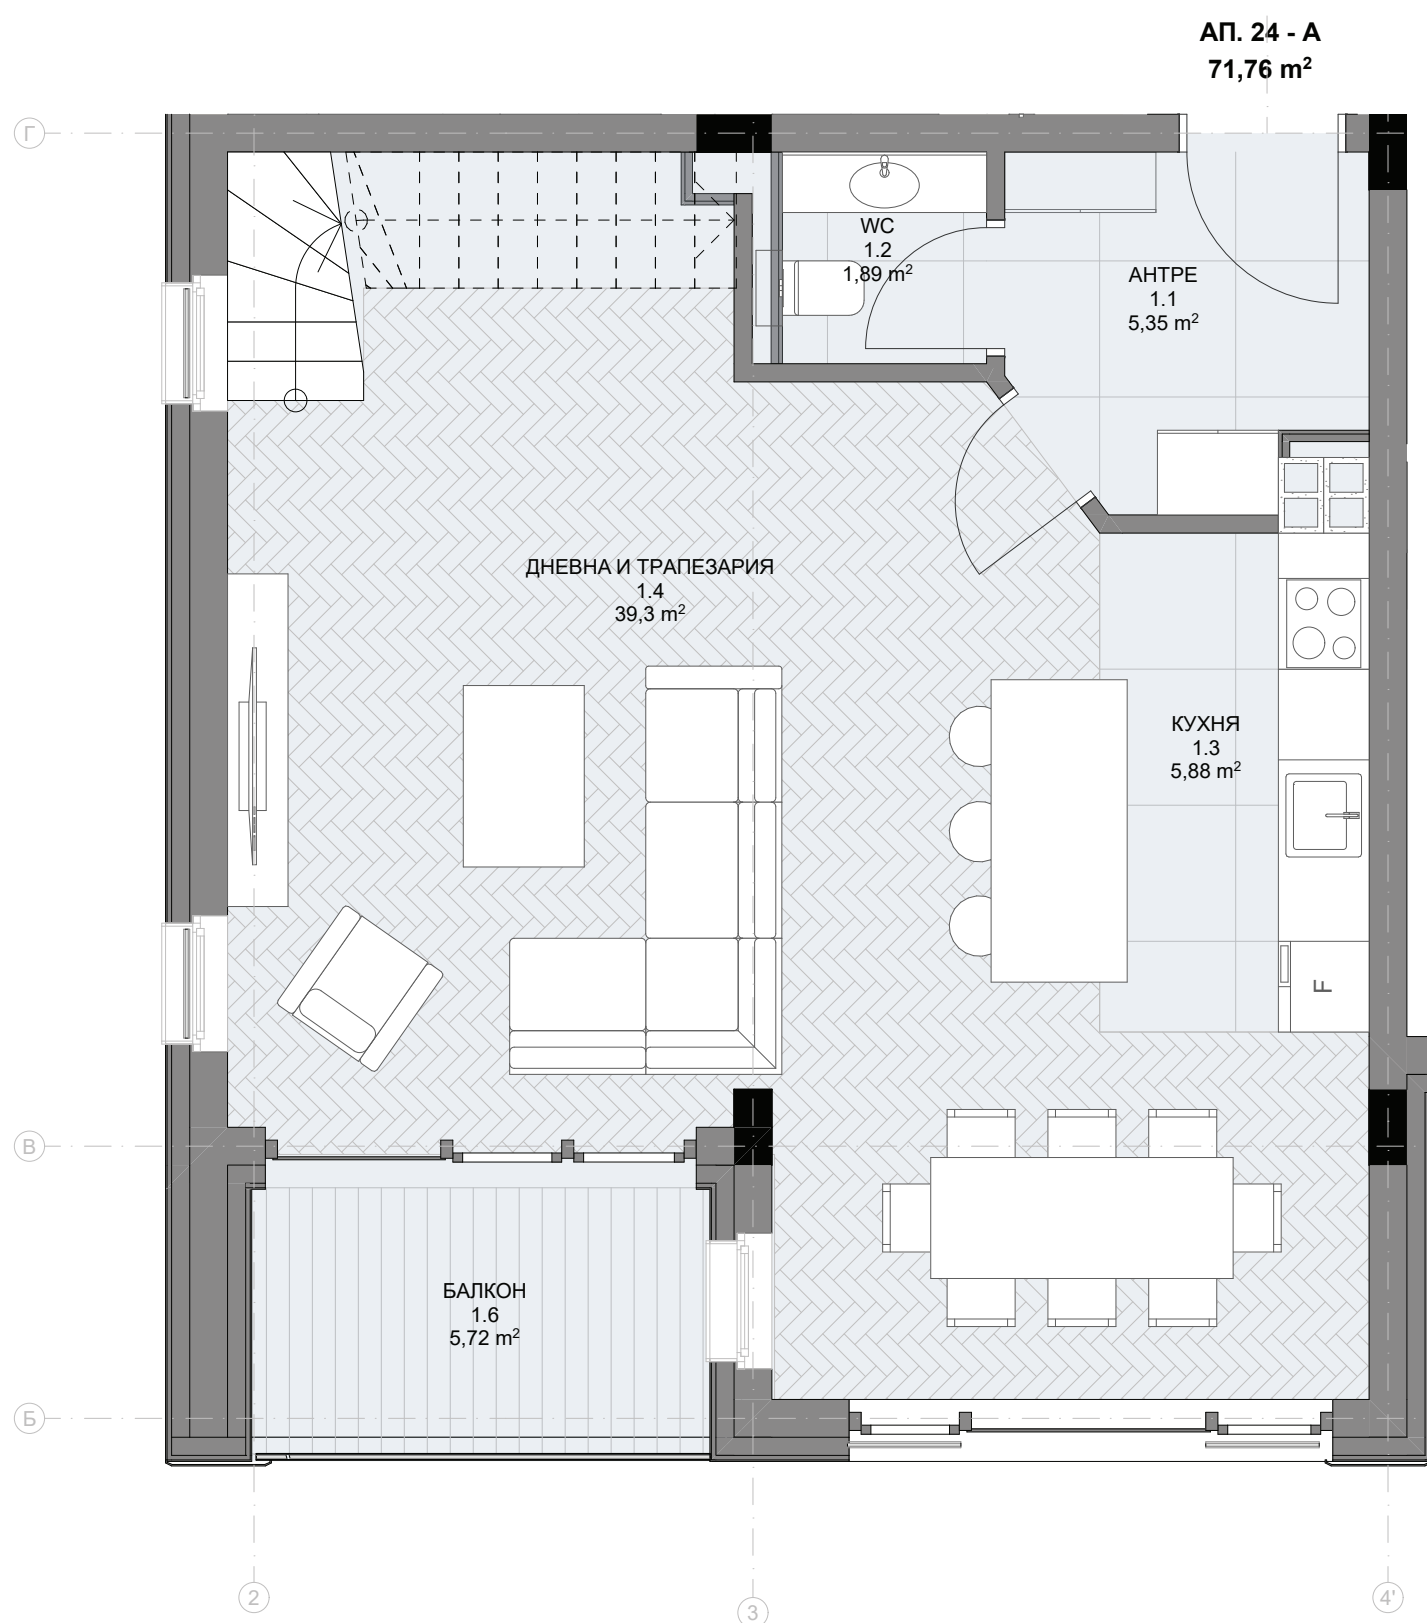 АП. 24 - А
71,76 m²
Г
WC
1.2
1,89 m²
АНТРЕ
1.1
5,35 m²
ДНЕВНА И ТРАПЕЗАРИЯ
1.4
39,3 m²
КУХНЯ
1.3
5,88 m²
F
В
БАЛКОН
1.6
5,72 m²
Б
2
3
4'